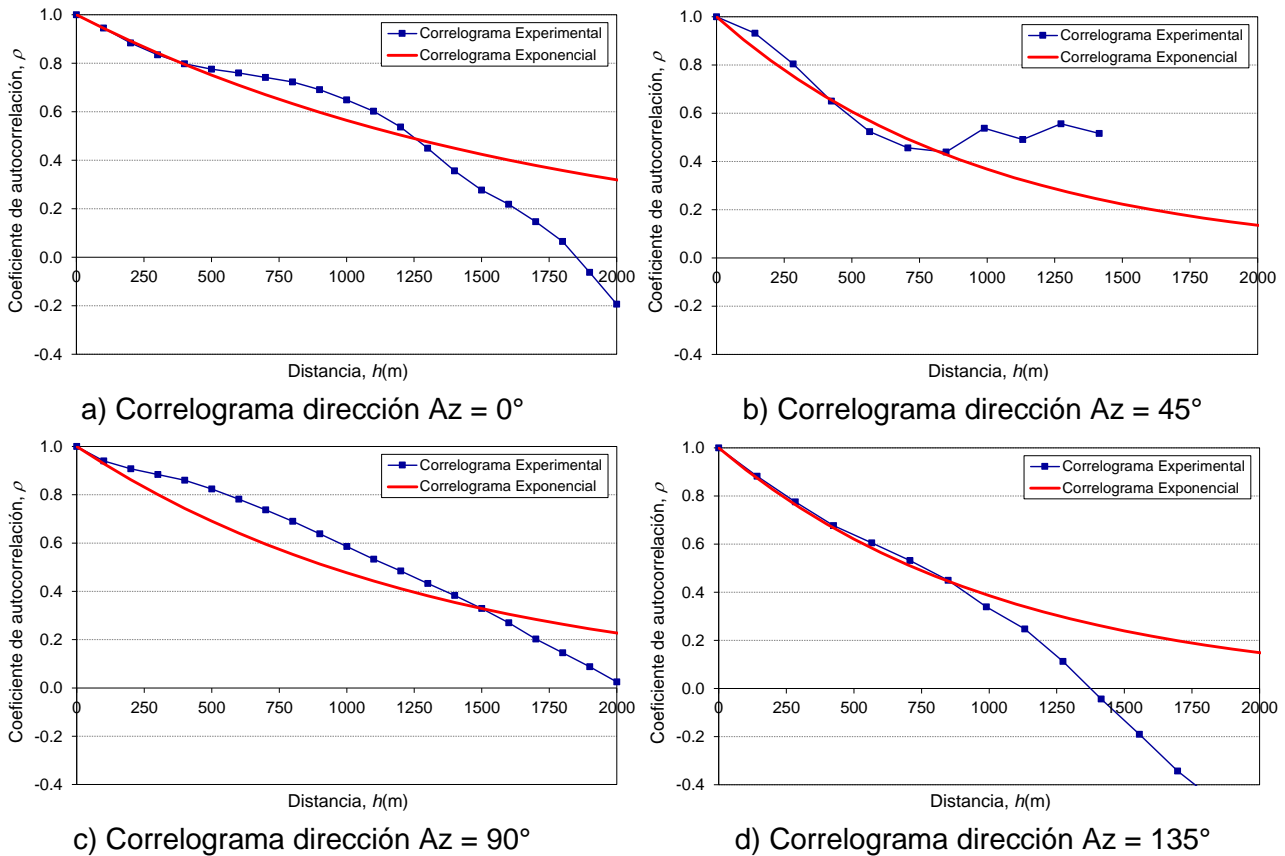 Coeficiente de autocorrelación, ρ
1.0
0.8
0.6
0.4
0.2
0.0
-0.2
-0.4
0 250 500 750 1000 1250 1500 1750 2000
Correlograma Experimental
Correlograma Exponencial
Distancia, h(m)
a) Correlograma dirección Az = 0°
Coeficiente de autocorrelación, ρ
1.0
0.8
0.6
0.4
0.2
0.0
-0.2
-0.4
0 250 500 750 1000 1250 1500 1750 2000
Correlograma Experimental
Correlograma Exponencial
Distancia, h(m)
b) Correlograma dirección Az = 45°
Coeficiente de autocorrelación, ρ
1.0
0.8
0.6
0.4
0.2
0.0
-0.2
-0.4
0 250 500 750 1000 1250 1500 1750 2000
Correlograma Experimental
Correlograma Exponencial
Distancia, h(m)
c) Correlograma dirección Az = 90°
Coeficiente de autocorrelación, ρ
1.0
0.8
0.6
0.4
0.2
0.0
-0.2
-0.4
0 250 500 750 1000 1250 1500 1750 2000
Correlograma Experimental
Correlograma Exponencial
Distancia, h(m)
d) Correlograma dirección Az = 135°